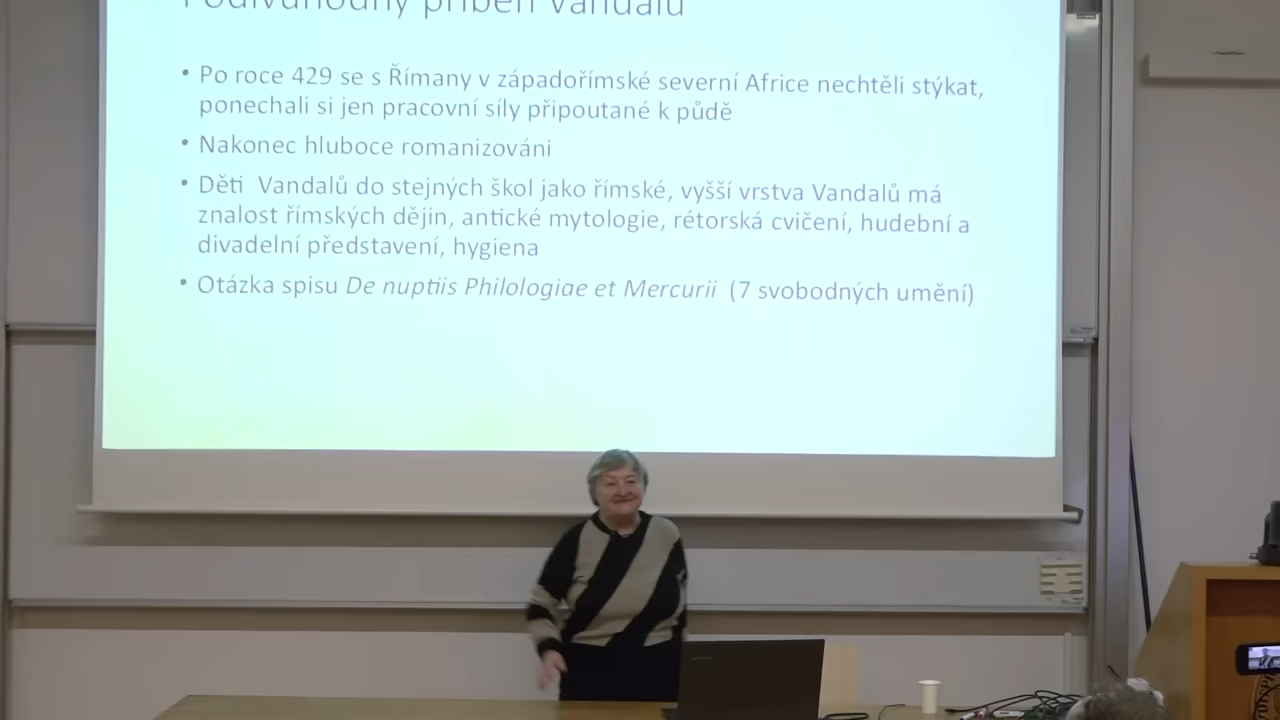 Podivuhodný příběh Vandalů
• Po roce 429 se s Římany v západořímské severní Africe nechtěli stýkat,
ponechali si jen pracovní síly připoutané k půdě
• Nakonec hluboce romanizováni
• Děti Vandalů do stejných škol jako římské, vyšší vrstva Vandalů má
znalost římských dějin, antické mytologie, rétorská cvičení, hudební a
divadelní představení, hygiena
• Otázka spisu De nuptiis Philologiae et Mercurii (7 svobodných umění)